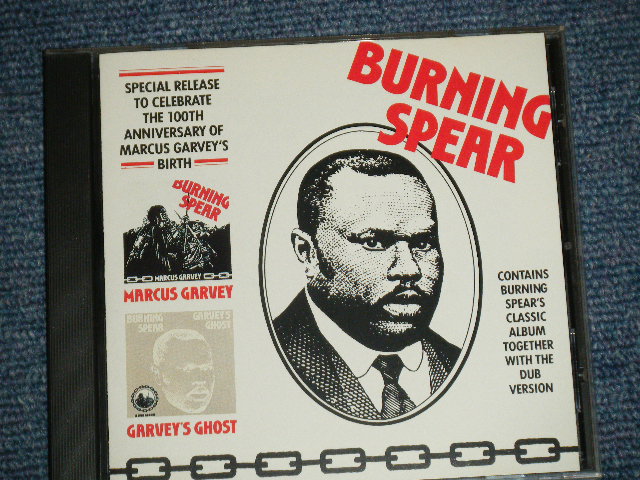 BURNING
SPEAR
SPECIAL RELEASE
TO CELEBRATE
THE 100TH
ANNIVERSARY OF
MARCUS GARVEY'S
BIRTH
BURNING
SPEAR
MARCUS GARVEY
MARCUS GARVEY
BURNING
SPEAR
GARVEY'S
GHOST
GARVEY'S GHOST
CONTAINS
BURNING
SPEAR'S
CLASSIC
ALBUM
TOGETHER
WITH THE
DUB
VERSION